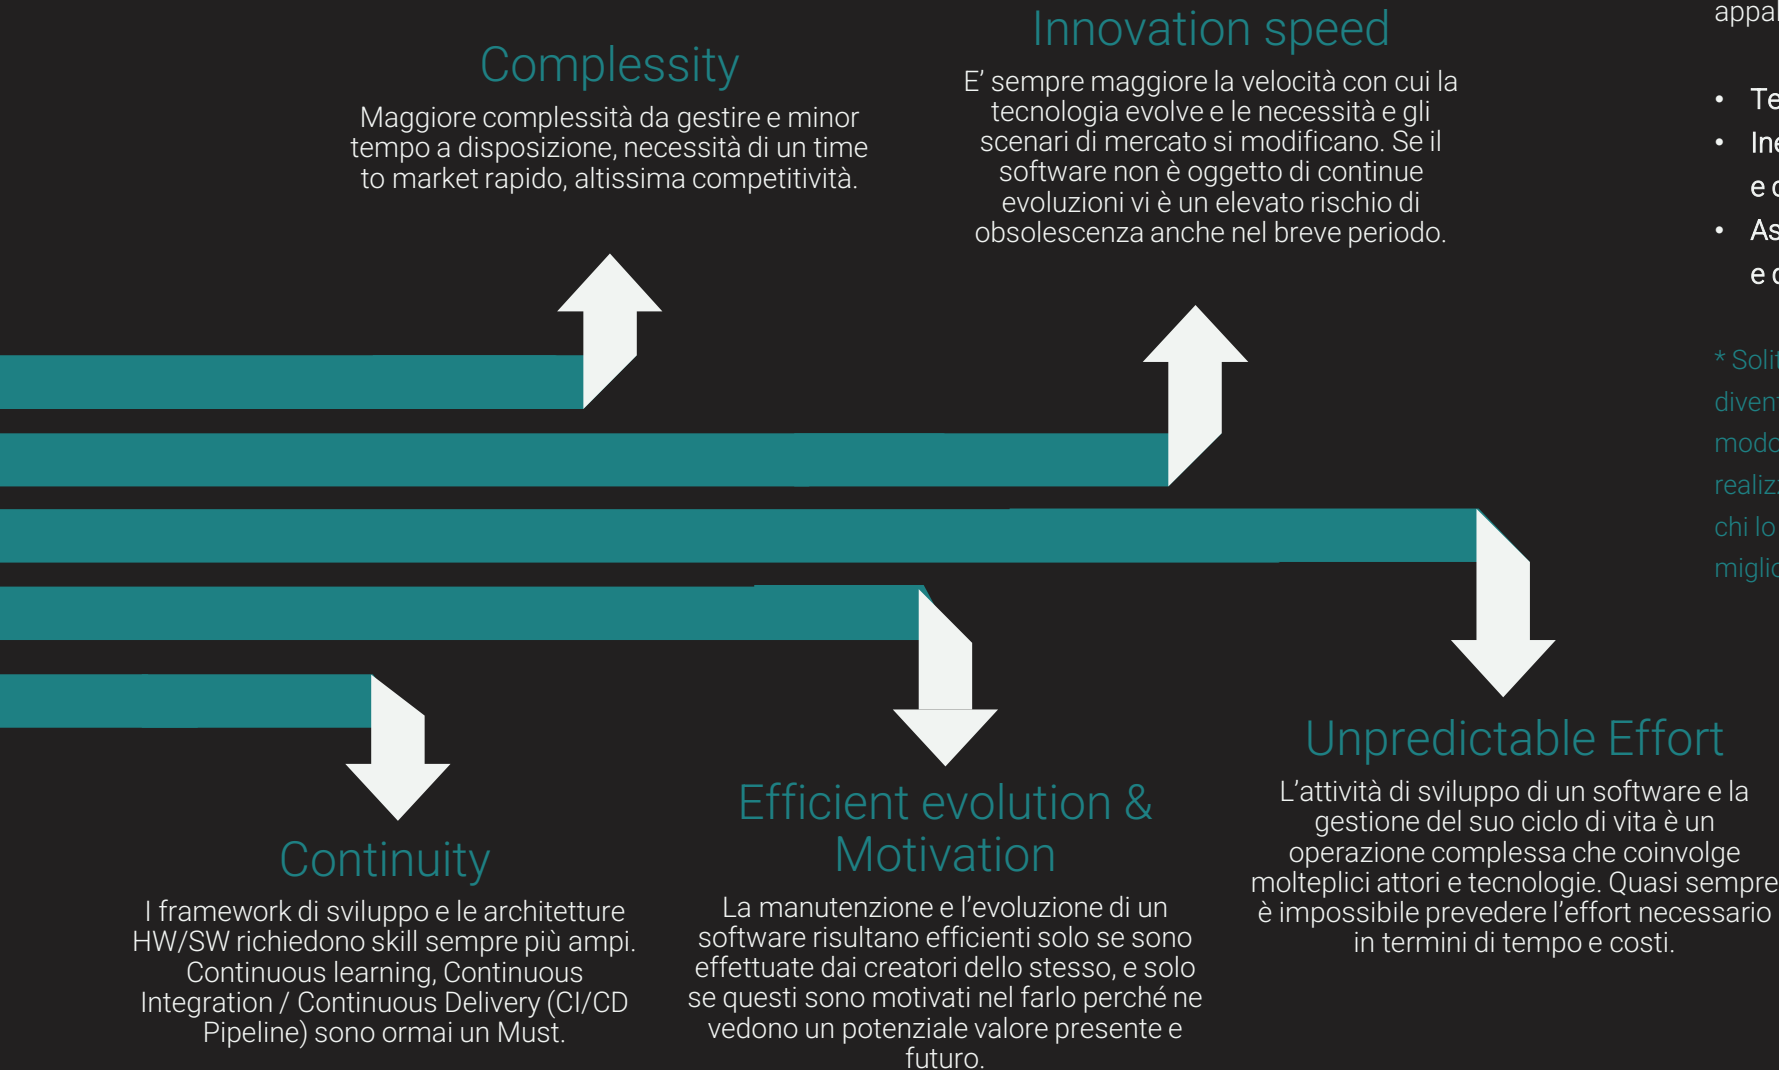 Complessity
Maggiore complessità da gestire e minor
tempo a disposizione, necessità di un time
to market rapido, altissima competitività.
Innovation speed
E’ sempre maggiore la velocità con cui la
tecnologia evolve e le necessità e gli
scenari di mercato si modificano. Se il
software non è oggetto di continue
evoluzioni vi è un elevato rischio di
obsolescenza anche nel breve periodo.
Continuity
I framework di sviluppo e le architetture
HW/SW richiedono skill sempre più ampi.
Continuous learning, Continuous
Integration / Continuous Delivery (CI/CD
Pipeline) sono ormai un Must.
Efficient evolution &
Motivation
La manutenzione e l’evoluzione di un
software risultano efficienti solo se sono
effettuate dai creatori dello stesso, e solo
se questi sono motivati nel farlo perché ne
vedono un potenziale valore presente e
futuro.
Unpredictable Effort
L’attività di sviluppo di un software e la
gestione del suo ciclo di vita è un
operazione complessa che coinvolge
molteplici attori e tecnologie. Quasi sempre
è impossibile prevedere l’effort necessario
in termini di tempo e costi.
e
e
*
chi lo